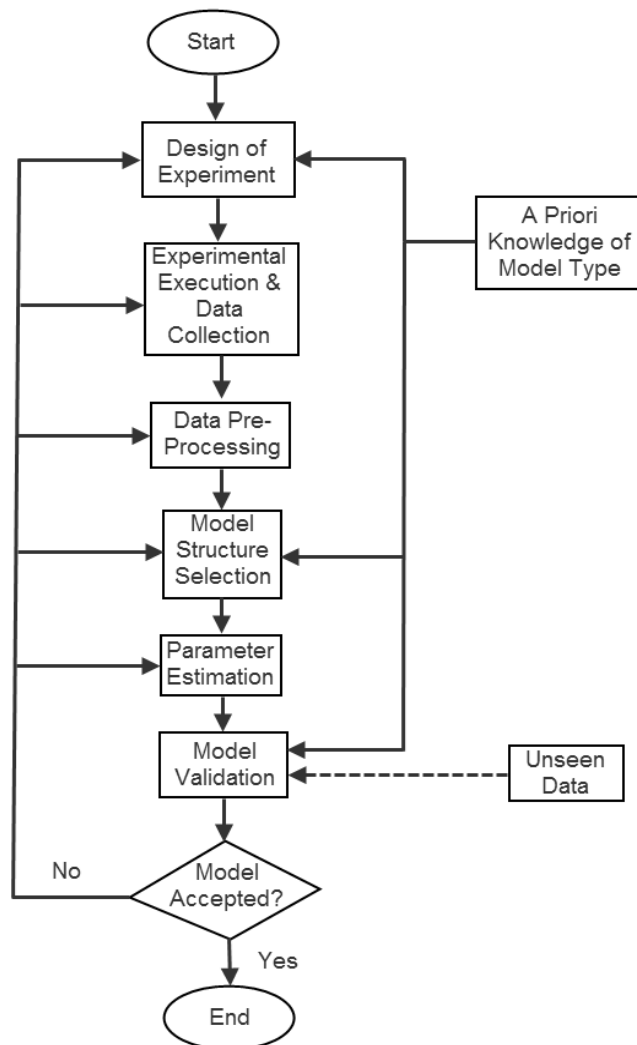 Start
Design of
Experiment
A Priori
Knowledge of
Model Type
Experimental
Execution &
Data
Collection
Data Pre-
Processing
Model
Structure
Selection
Parameter
Estimation
Model
Validation
Unseen
Data
No
Model
Accepted?
Yes
End